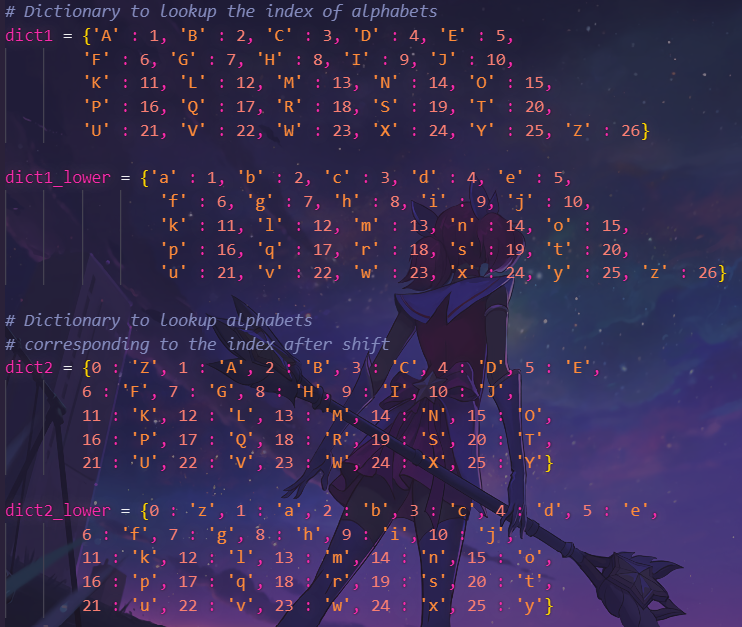 # Dictionary to lookup the index of alphabets
dict1 = {'A' : 1, 'B' : 2, 'C' : 3, 'D' : 4, 'E' : 5,
'F' : 6, 'G' : 7, 'H' : 8, 'I' : 9, 'J' : 10,
'K' : 11, 'L' : 12, 'M' : 13, 'N' : 14, 'O' : 15,
'P' : 16, 'Q' : 17, 'R' : 18, 'S' : 19, 'T' : 20,
'U' : 21, 'V' : 22, 'W' : 23, 'X' : 24, 'Y' : 25, 'Z' : 26}
dict1_lower = {'a' : 1, 'b' : 2, 'c' : 3, 'd' : 4, 'e' : 5,
'f' : 6, 'g' : 7, 'h' : 8, 'i' : 9, 'j' : 10,
'k' : 11, 'l' : 12, 'm' : 13, 'n' : 14, 'o' : 15,
'p' : 16, 'q' : 17, 'r' : 18, 's' : 19, 't' : 20,
'u' : 21, 'v' : 22, 'w' : 23, 'x' : 24, 'y' : 25, 'z' : 26}
# Dictionary to lookup alphabets
# corresponding to the index after shift
dict2 = {0 : 'Z', 1 : 'A', 2 : 'B', 3 : 'C', 4 : 'D', 5 : 'E',
6 : 'F', 7 : 'G', 8 : 'H', 9 : 'I', 10 : 'J',
11 : 'K', 12 : 'L', 13 : 'M', 14 : 'N', 15 : 'O',
16 : 'P', 17 : 'Q', 18 : 'R', 19 : 'S', 20 : 'T',
21 : 'U', 22 : 'V', 23 : 'W', 24 : 'X', 25 : 'Y'}
dict2_lower = {0 : 'z', 1 : 'a', 2 : 'b', 3 : 'c', 4 : 'd', 5 : 'e',
6 : 'f', 7 : 'g', 8 : 'h', 9 : 'i', 10 : 'j',
11 : 'k', 12 : 'l', 13 : 'm', 14 : 'n', 15 : 'o',
16 : 'p', 17 : 'q', 18 : 'r', 19 : 's', 20 : 't',
21 : 'u', 22 : 'v', 23 : 'w', 24 : 'x', 25 : 'y'}